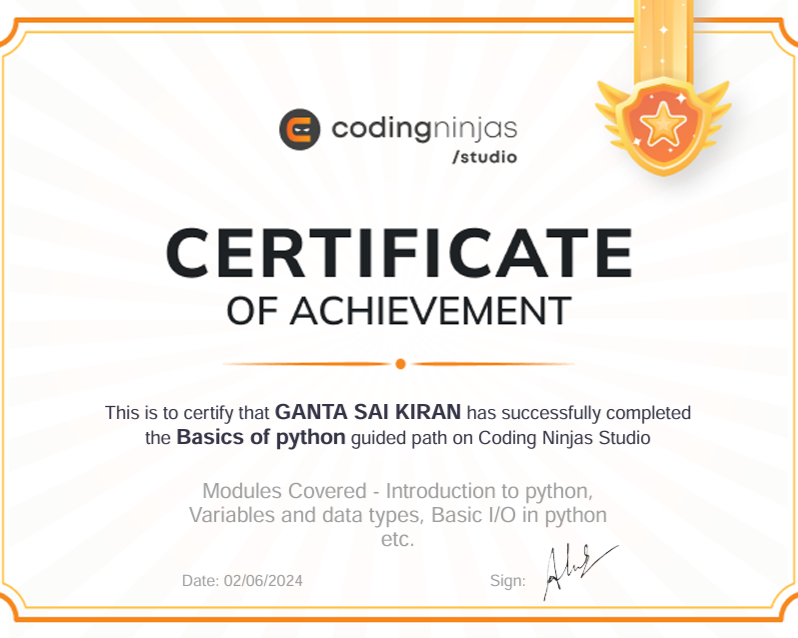 codingninjas
/studio
CERTIFICATE
OF ACHIEVEMENT
This is to certify that GANTA SAI KIRAN has successfully completed
the Basics of python guided path on Coding Ninjas Studio
Modules Covered - Introduction to python,
Variables and data types, Basic I/O in python
etc.
Date: 02/06/2024 Sign: